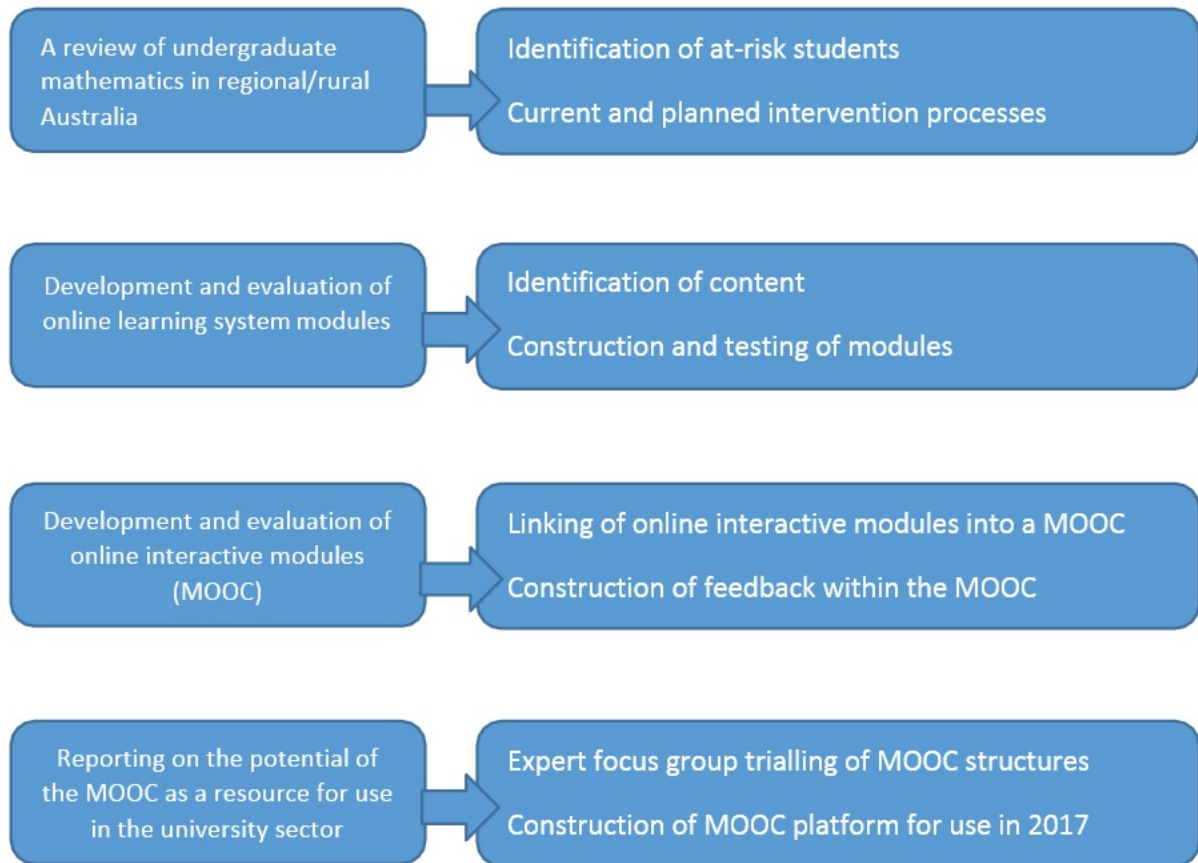 A review of undergraduate
mathematics in regional/rural
Australia
Identification of at-risk students
Current and planned intervention processes
Development and evaluation of
online learning system modules
Identification of content
Construction and testing of modules
Development and evaluation of
online interactive modules
(MOOC)
Linking of online interactive modules into a MOOC
Construction of feedback within the MOOC
Reporting on the potential of
the MOOC as a resource for use
in the university sector
Expert focus group trialling of MOOC structures
Construction of MOOC platform for use in 2017